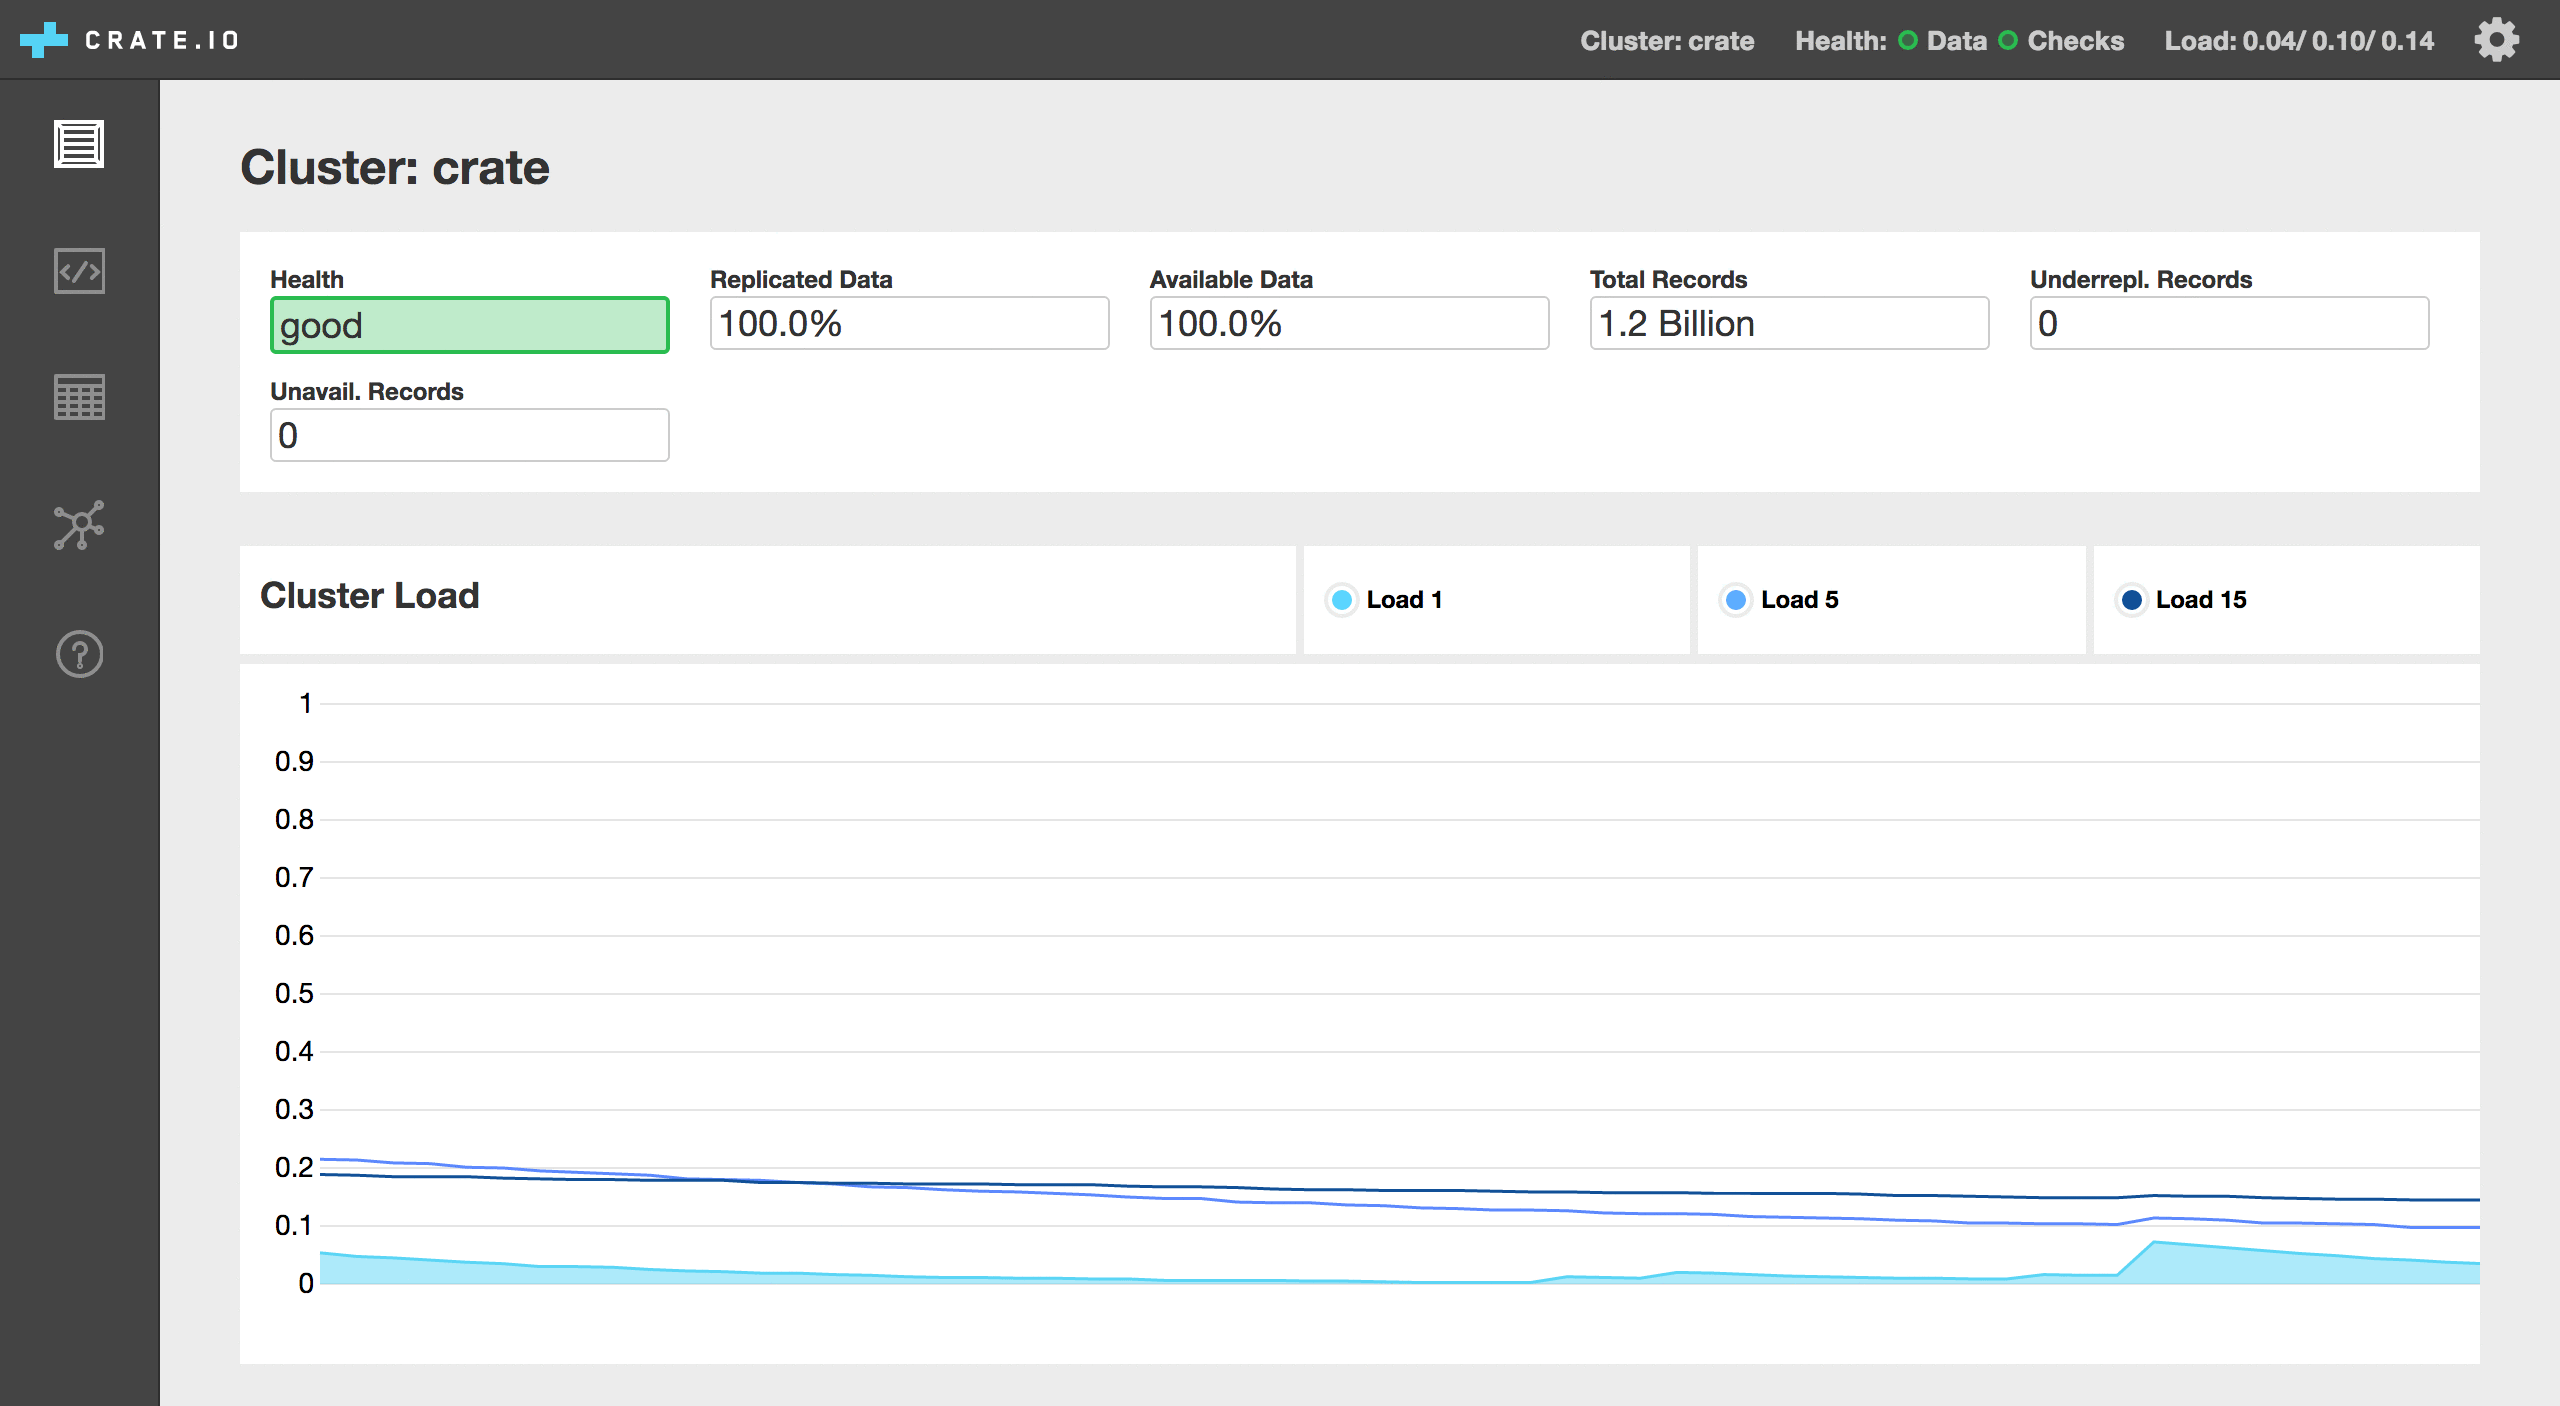 CRATE.IO
Cluster: crate Health: Data Checks Load: 0.04/ 0.10/ 0.14
Cluster: crate
Health Replicated Data Available Data Total Records Underrepl. Records
good 100.0% 100.0% 1.2 Billion 0
Unavail. Records
0
Cluster Load Load 1 Load 5 Load 15
1
0.9
0.8
0.7
0.6
0.5
0.4
0.3
0.2
0.1
0